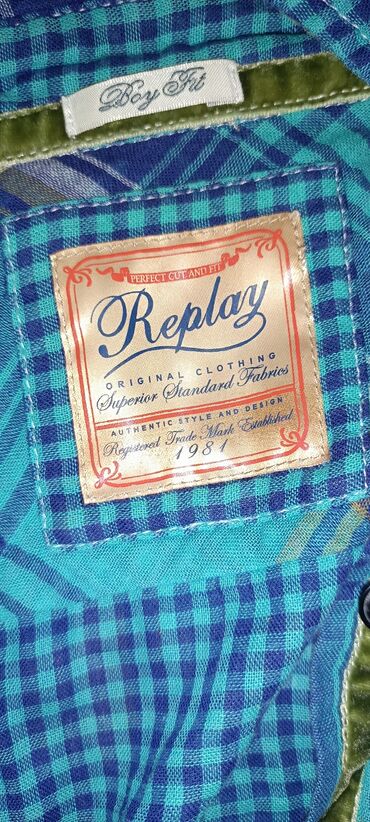 Boy Fit
PERFECT CUT AND FIT
Replay
ORIGINAL CLOTHING
Superior Standard Fabrics
AUTHENTIC STYLE AND DESIGN
Registered Trade Mark Established
1981